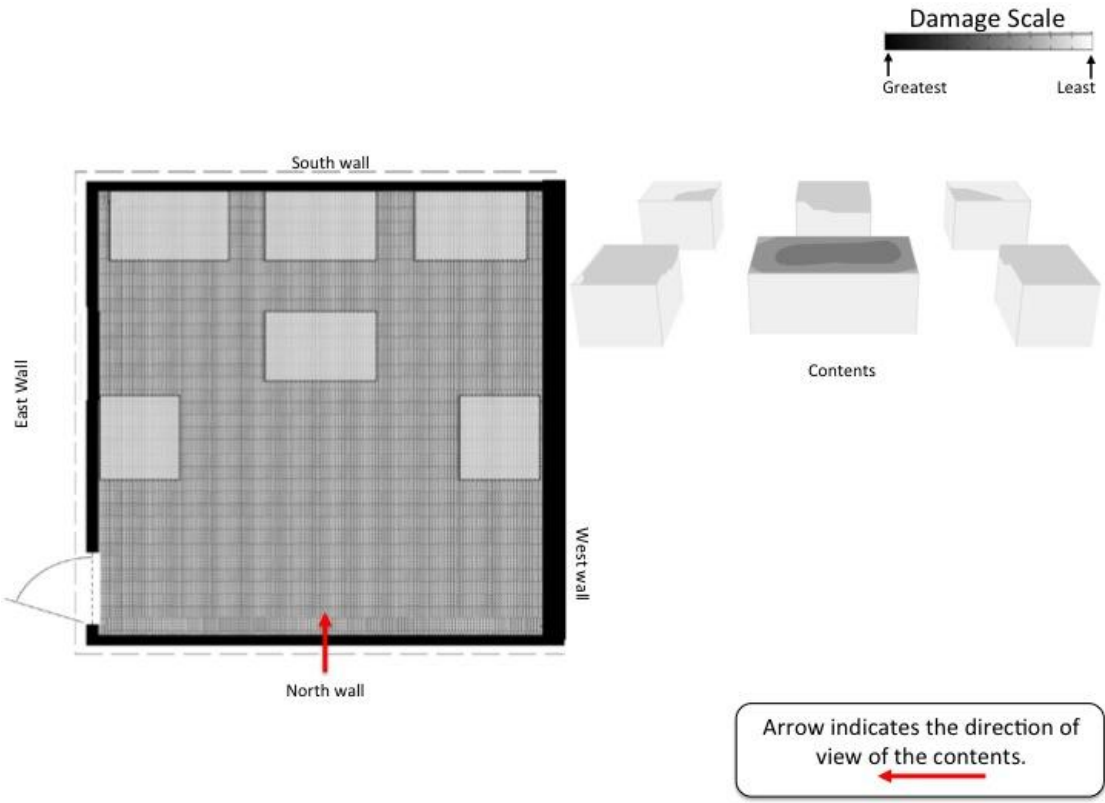 Damage Scale
Greatest
Least
South wall
East Wall
Contents
West wall
North wall
Arrow indicates the direction of
view of the contents.